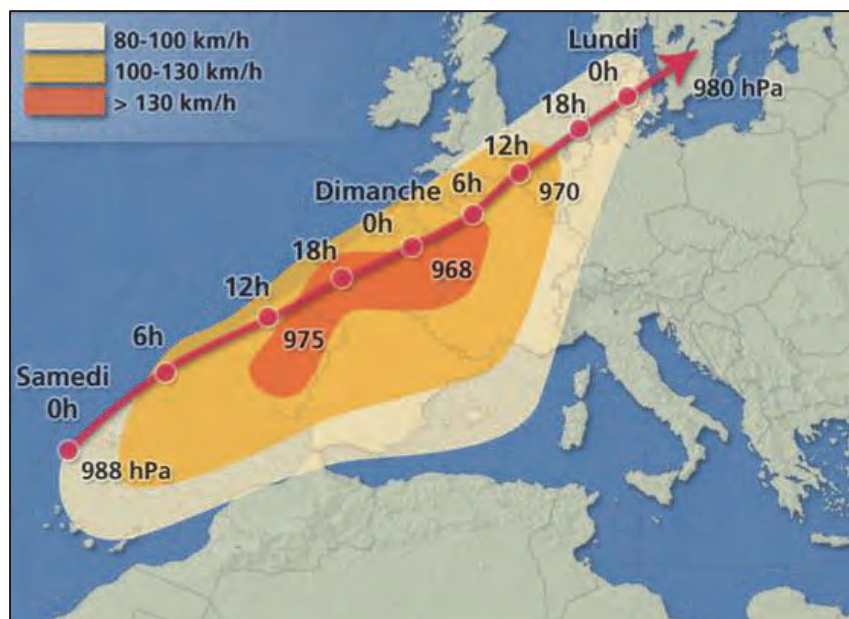 80-100 km/h
100-130 km/h
> 130 km/h
Lundi
0h
980 hPa
18h
12h
970
Dimanche
0h
6h
18h
968
12h
975
6h
Samedi
0h
988 hPa